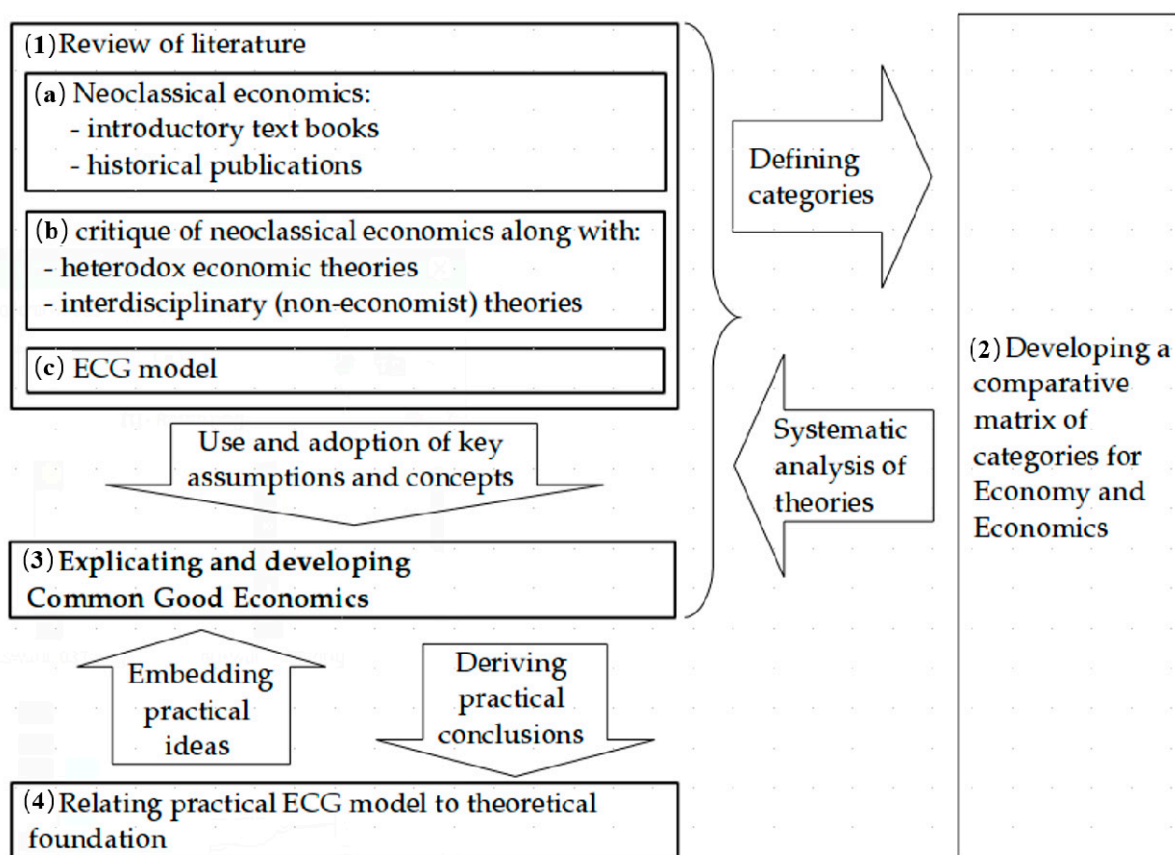 (1) Review of literature
(a) Neoclassical economics:
- introductory text books
- historical publications
(b) critique of neoclassical economics along with:
- heterodox economic theories
- interdisciplinary (non-economist) theories
(c) ECG model
Use and adoption of key
assumptions and concepts
(3) Explicating and developing
Common Good Economics
Embedding
practical
ideas
Deriving
practical
conclusions
(4) Relating practical ECG model to theoretical
foundation
Defining
categories
Systematic
analysis of
theories
(2) Developing a
comparative
matrix of
categories for
Economy and
Economics